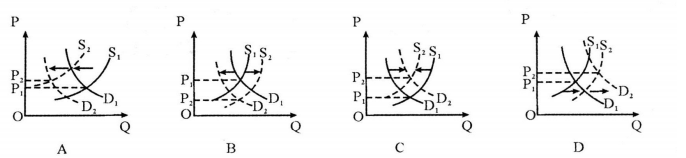 P P P P
S₂ S₁ S₁ S₂ S₂ S₁ S₁ S₂
P₂ P₁ P₂ P₂
P₁ P₂ P₁ P₁
D₂ D₁ D₂ D₁ D₁ D₂ D₁ D₂
O Q O Q O Q O Q
A B C D